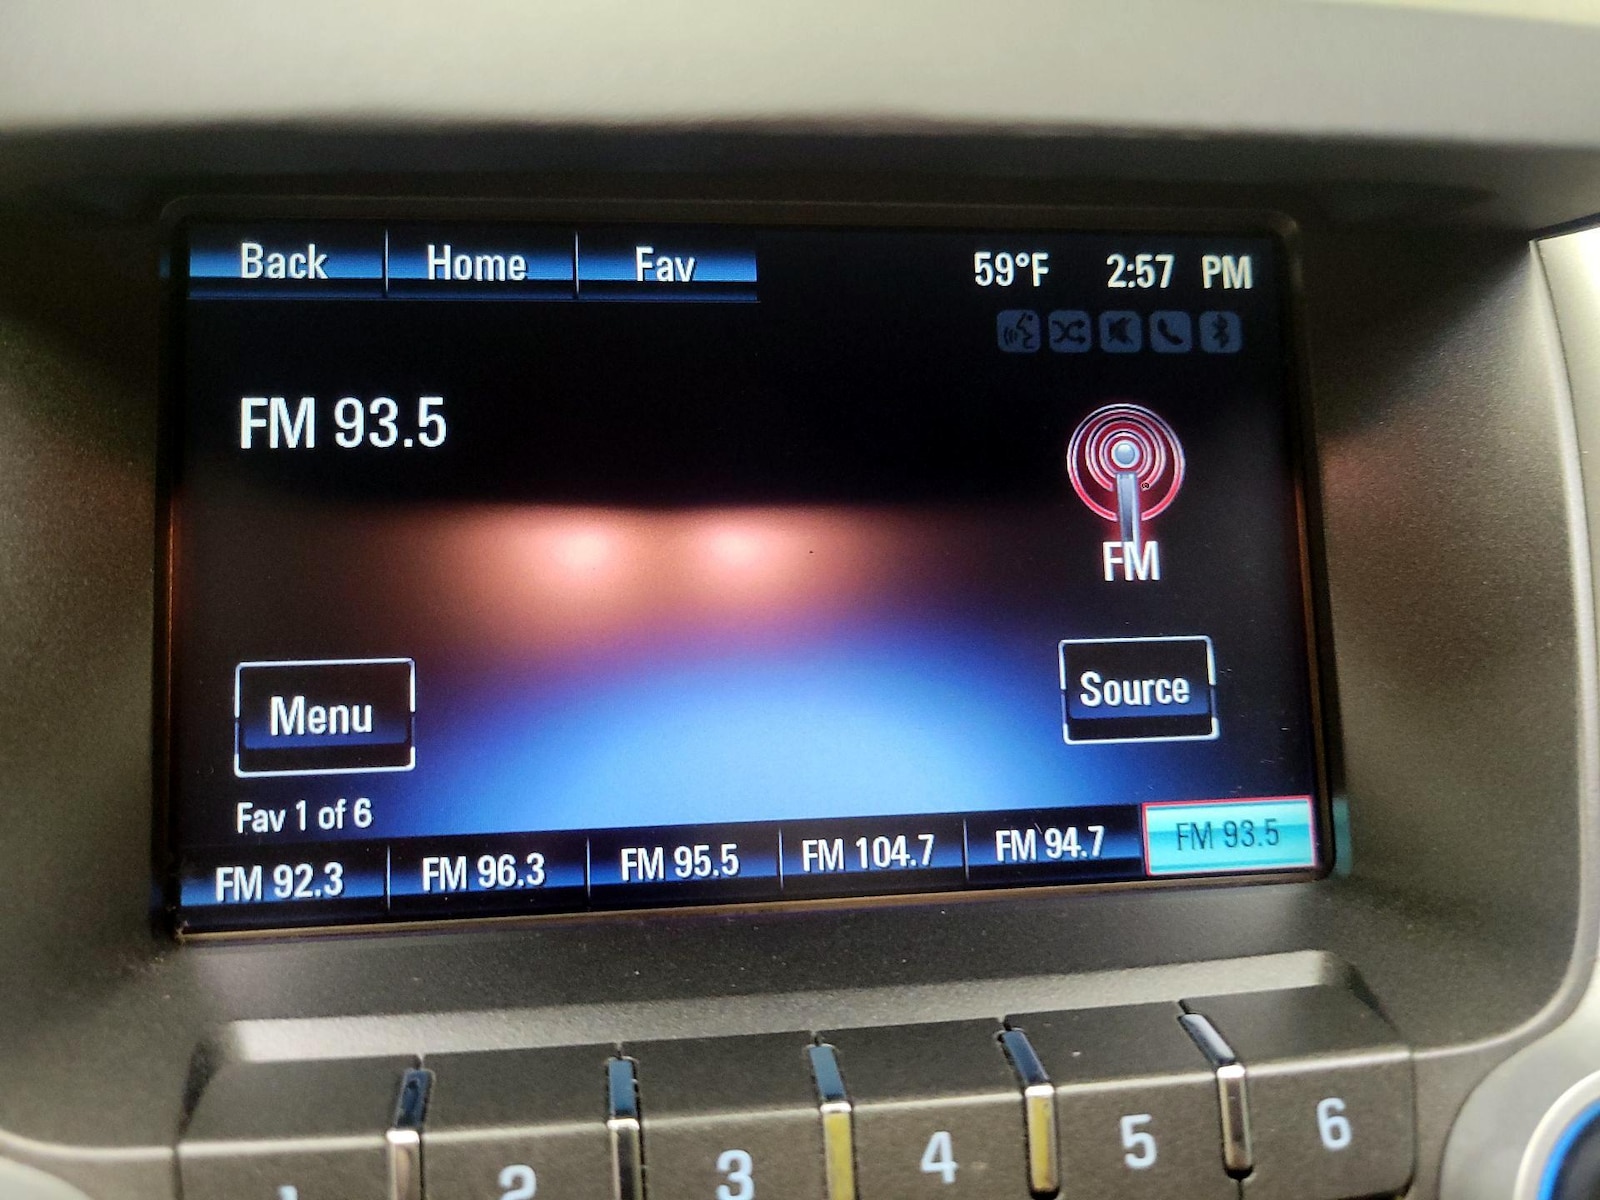 Back Home Fav 59°F 2:57 PM
FM 93.5
FM
Menu Source
Fav 1 of 6
FM 92.3 FM 96.3 FM 95.5 FM 104.7 FM 94.7 FM 93.5
1 2 3 4 5 6